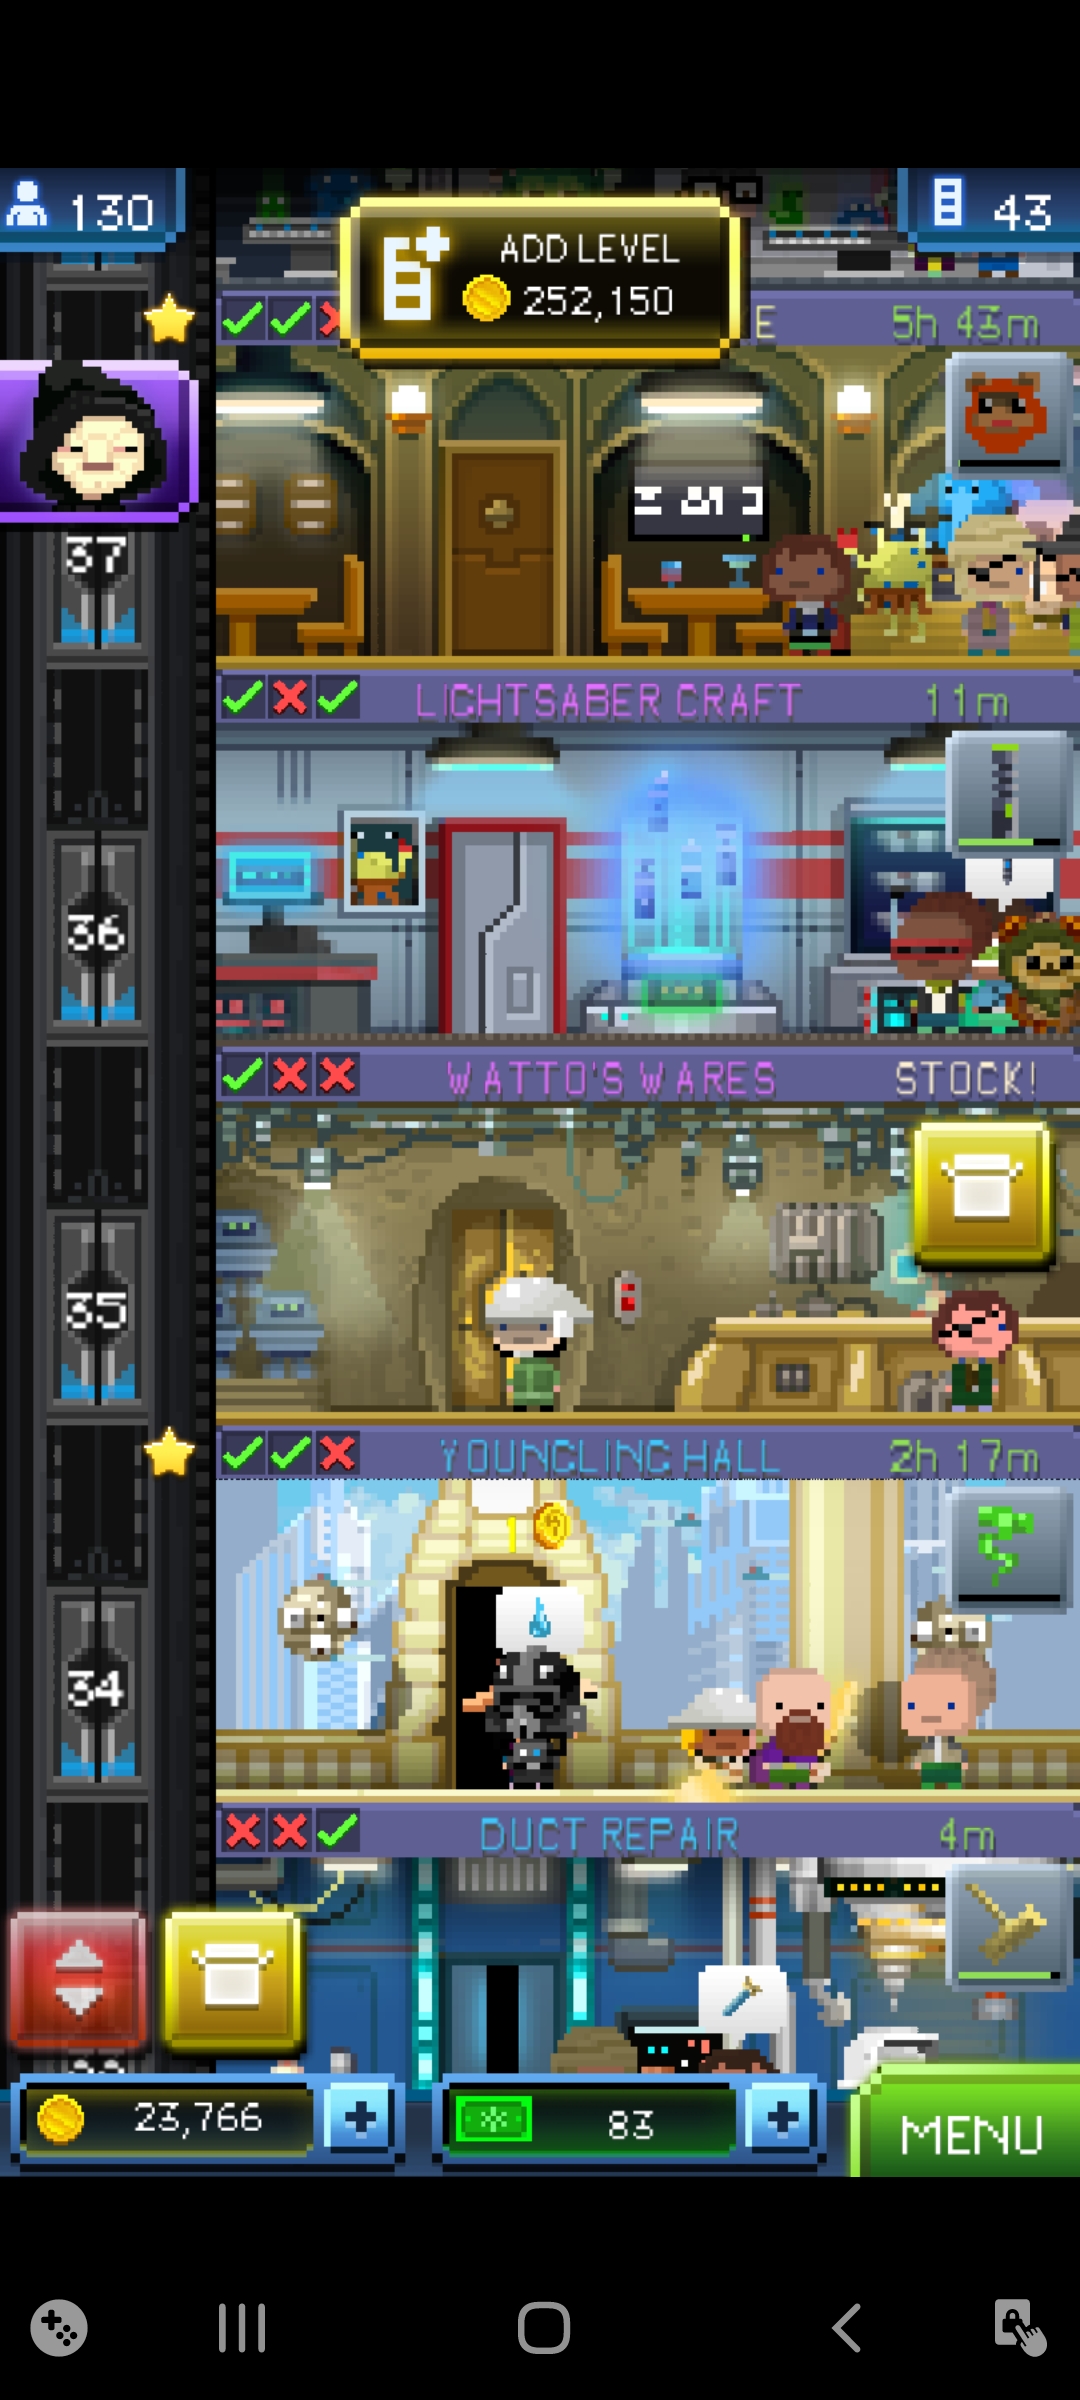 130
ADD LEVEL
252,150
43
E
5h 43m
37
LIGHTSABER CRAFT
11m
36
WATTO'S WARES
STOCK!
35
YOUNGLING HALL
2h 17m
34
DUCT REPAIR
4m
23,766
83
MENU